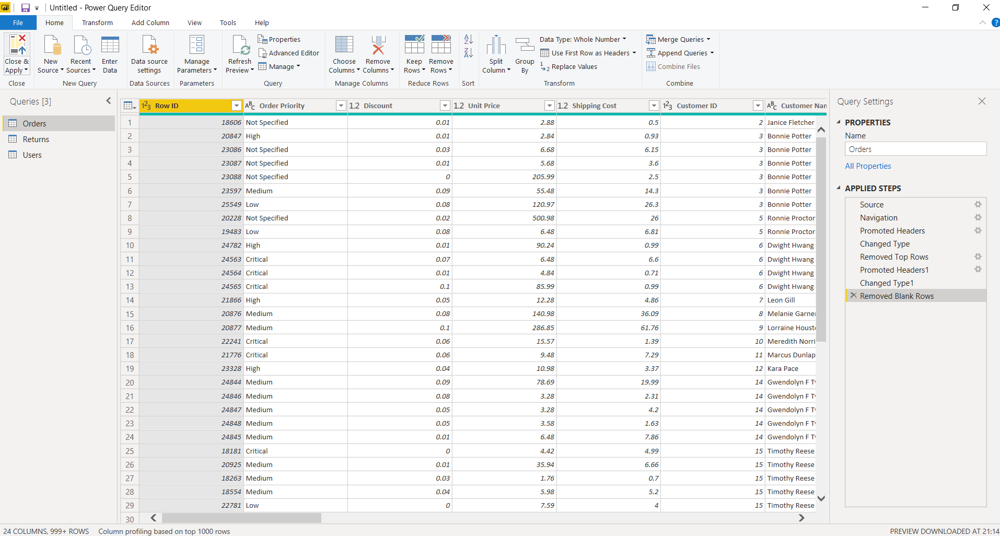 Untitled - Power Query Editor
File Home Transform Add Column View Tools Help
Close & Apply
New Source
Recent Sources
Enter Data
Data source settings
Manage Parameters
Refresh Preview
Properties
Advanced Editor
Manage
Choose Columns
Remove Columns
Keep Rows
Remove Rows
Split Column
Group By
Data Type: Whole Number
Use First Row as Headers
Replace Values
Merge Queries
Append Queries
Combine Files
Close New Query Data Sources Parameters Query Manage Columns Reduce Rows Sort Transform Combine
Queries [3]
Orders
Returns
Users
Row ID Order Priority Discount Unit Price Shipping Cost Customer ID
1 18606 Not Specified 0.01 2.88 0.5 2 Janice Fletcher
2 20847 High 0.01 2.84 0.93 3 Bonnie Potter
3 23086 Not Specified 0.03 6.68 6.15 3 Bonnie Potter
4 23087 Not Specified 0.01 5.68 3.6 3 Bonnie Potter
5 23088 Not Specified 0 205.99 2.5 3 Bonnie Potter
6 23597 Medium 0.09 55.48 14.3 3 Bonnie Potter
7 25549 Low 0.08 120.97 26.3 3 Bonnie Potter
8 20228 Not Specified 0.02 500.98 26 5 Ronnie Proctor
9 19483 Low 0.08 6.48 6.81 5 Ronnie Proctor
10 24782 High 0.01 90.24 0.99 6 Dwight Hwang
11 24563 Critical 0.07 6.48 6.6 6 Dwight Hwang
12 24564 Critical 0.01 4.84 0.71 6 Dwight Hwang
13 24565 Critical 0.1 85.99 0.99 6 Dwight Hwang
14 21866 High 0.05 12.28 4.86 7 Leon Gill
15 20876 Medium 0.08 140.98 36.09 8 Melanie
16 20877 Medium 0.1 286.85 61.76 9 Lorraine
17 22241 Critical 0.06 15.57 1.39 10 Meredith
18 21776 Critical 0.06 9.48 7.29 11 Marcus Dunlap
19 23328 High 0.04 10.98 3.37 12 Kara Pace
20 24844 Medium 0.09 78.69 19.99 14 Gwendolyn F
21 24846 Medium 0.08 3.28 2.31 14 Gwendolyn F
22 24847 Medium 0.05 3.28 4.2 14 Gwendolyn F
23 24848 Medium 0.05 3.58 1.63 14 Gwendolyn F
24 24845 Medium 0.01 6.48 7.86 14 Gwendolyn F
25 18181 Critical 0 4.42 4.99 15 Timothy Reese
26 20925 Medium 0.01 35.94 6.66 15 Timothy Reese
27 18263 Medium 0.03 1.76 0.7 15 Timothy Reese
28 18554 Medium 0.04 5.98 5.2 15 Timothy Reese
29 22781 Low 0 7.59 4 15 Timothy Reese
30
Query Settings
PROPERTIES
Name
Orders
All Properties
APPLIED STEPS
Source
Navigation
Promoted Headers
Changed Type
Removed Top Rows
Promoted Headers1
Changed Type1
Removed Blank Rows
24 COLUMNS, 999+ ROWS Column profiling based on top 1000 rows
PREVIEW DOWNLOADED AT 21:14